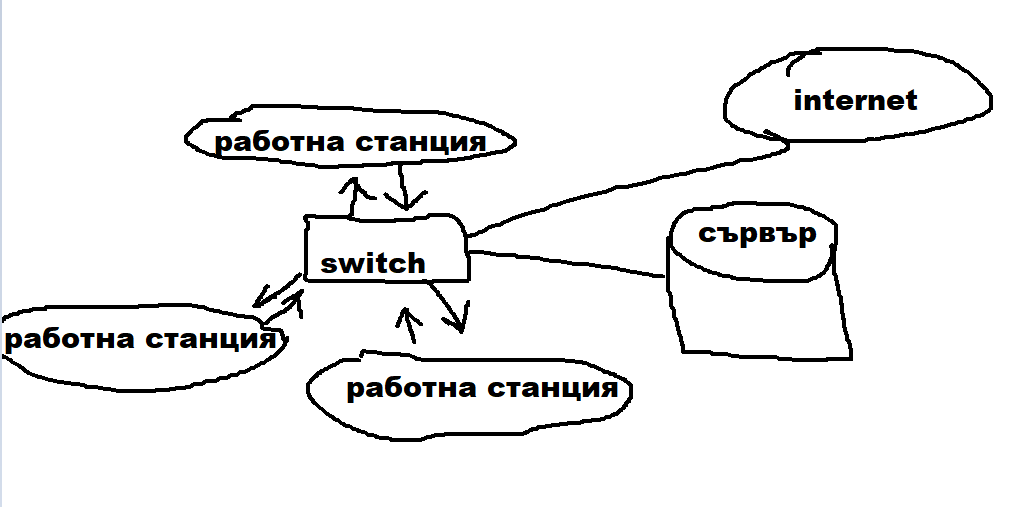 internet
работна станция
сървър
switch
работна станция
работна станция